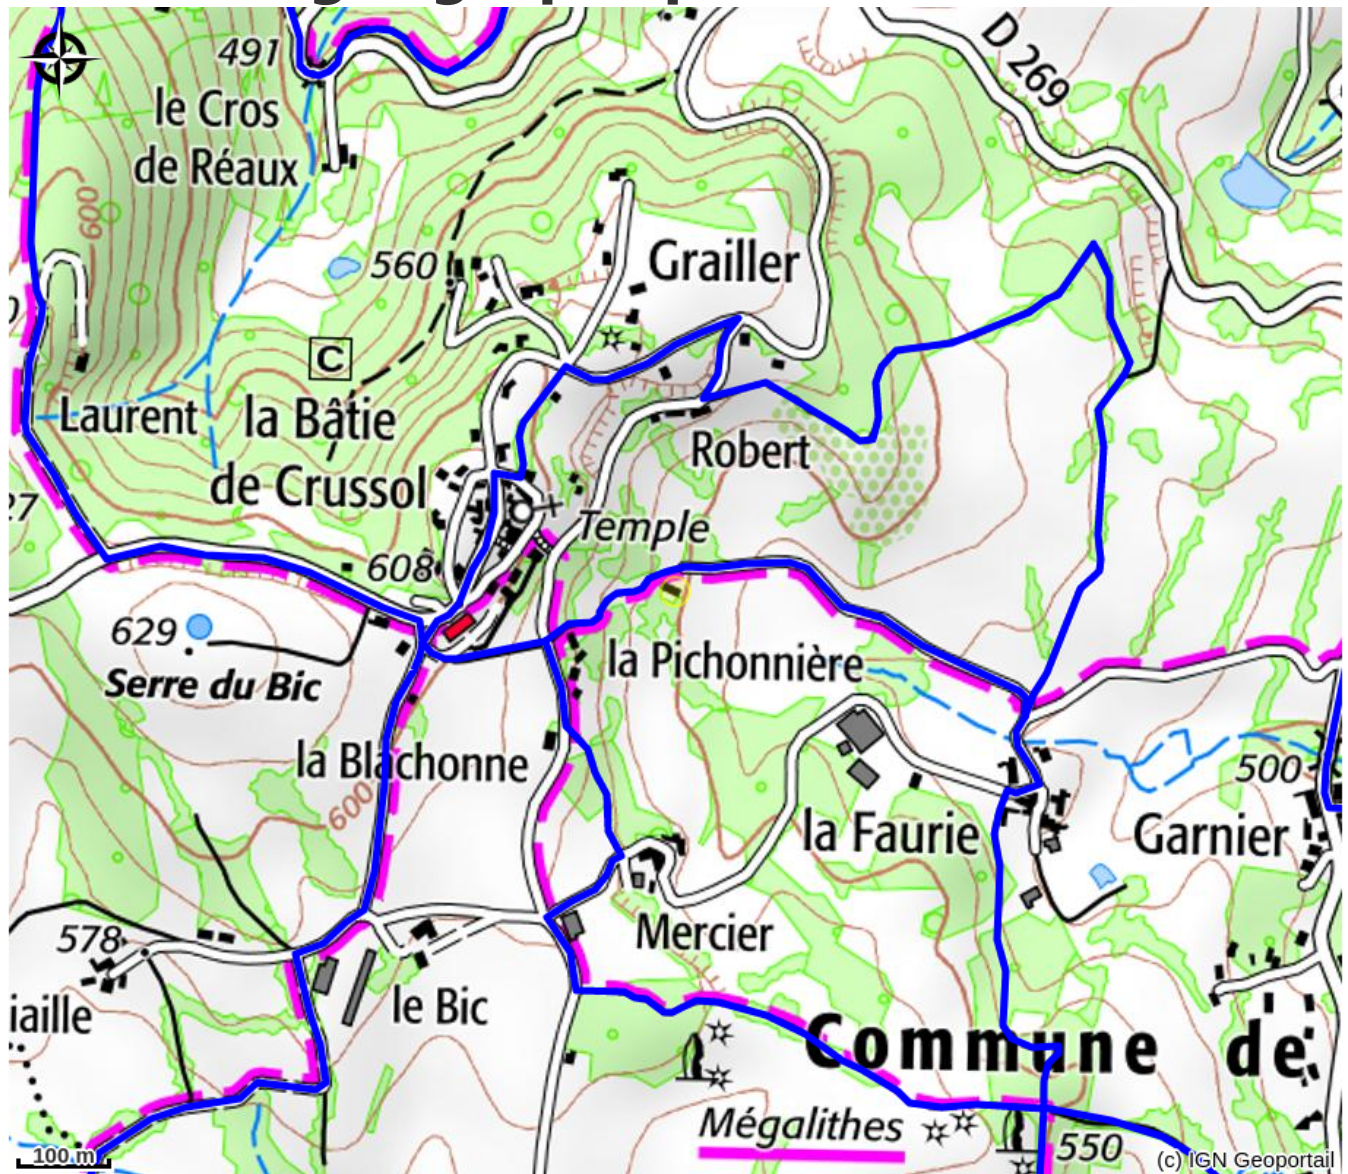 491
D 269
le Cros
de Réaux
600
560
Grailler
C
Laurent
la Bâtie
de Crussol
Robert
27
Temple
608
629
Serre du Bic
la Pichonnière
la Blachonne
600
500
la Faurie
Garnier
578
Mercier
iaille
le Bic
Commune de
Mégalithes
550
100 m
(c) IGN Geoportail